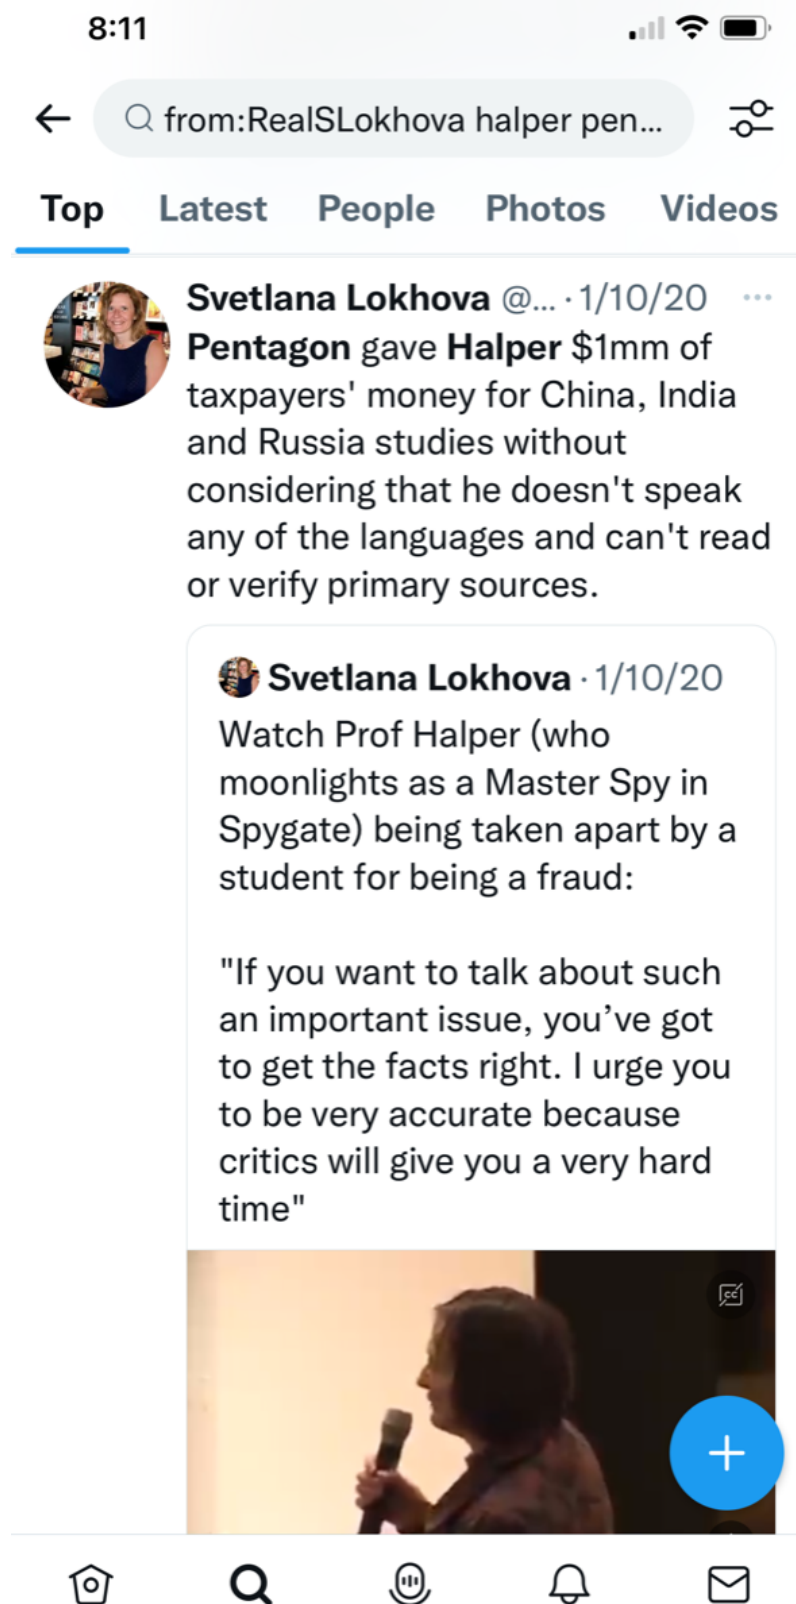 8:11
from:RealSLokhova halper pen...
Top Latest People Photos Videos
Svetlana Lokhova @... · 1/10/20
Pentagon gave Halper $1mm of
taxpayers' money for China, India
and Russia studies without
considering that he doesn't speak
any of the languages and can't read
or verify primary sources.
Svetlana Lokhova · 1/10/20
Watch Prof Halper (who
moonlights as a Master Spy in
Spygate) being taken apart by a
student for being a fraud:
"If you want to talk about such
an important issue, you’ve got
to get the facts right. I urge you
to be very accurate because
critics will give you a very hard
time"